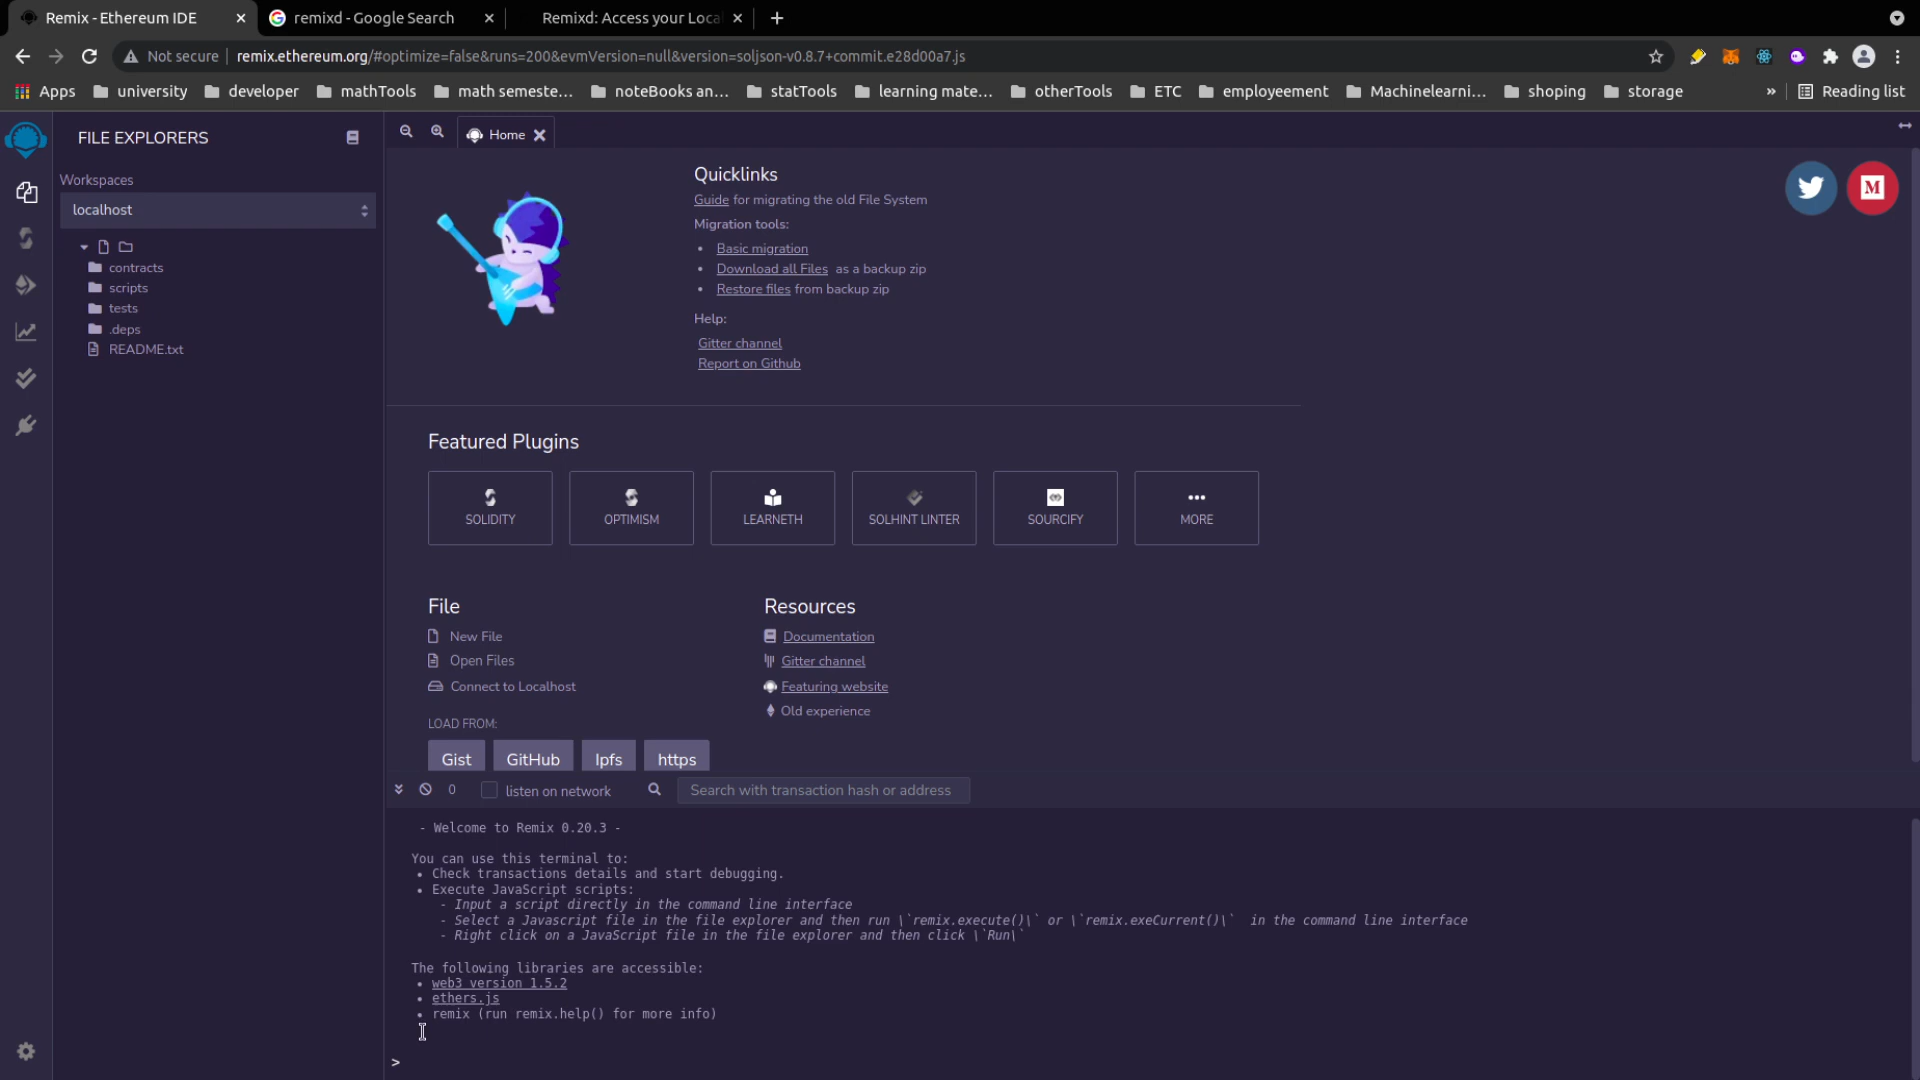 Remix - Ethereum IDE
remixd - Google Search
Remixd: Access your Loca
Not secure
remix.ethereum.org/#optimize=false&runs=200&evmVersion=null&version=soljson-v0.8.7+commit.e28d00a7.js
Apps
university
developer
mathTools
math semeste...
noteBooks an...
statTools
learning mate...
otherTools
ETC
employeement
Machinelearni...
shoping
storage
»
Reading list
FILE EXPLORERS
Workspaces
localhost
contracts
scripts
tests
.deps
README.txt
Home
Quicklinks
Guide for migrating the old File System
Migration tools:
• Basic migration
• Download all Files as a backup zip
• Restore files from backup zip
Help:
Gitter channel
Report on Github
M
Featured Plugins
SOLIDITY
OPTIMISM
LEARNETH
SOLHINT LINTER
SOURCIFY
MORE
File
New File
Open Files
Connect to Localhost
LOAD FROM:
Gist
GitHub
Ipfs
https
Resources
Documentation
Gitter channel
Featuring website
Old experience
0
listen on network
Search with transaction hash or address
- Welcome to Remix 0.20.3 -
You can use this terminal to:
• Check transactions details and start debugging.
• Execute JavaScript scripts:
- Input a script directly in the command line interface
- Select a Javascript file in the file explorer and then run \`remix.execute()\` or \`remix.exeCurrent()\` in the command line interface
- Right click on a JavaScript file in the file explorer and then click \`Run\`
The following libraries are accessible:
• web3 version 1.5.2
• ethers.js
• remix (run remix.help() for more info)
>